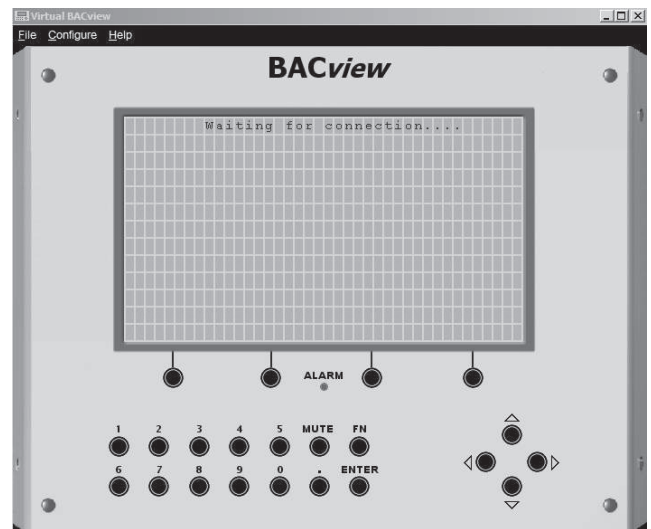 Virtual BACview
File Configure Help
BACview
Waiting for connection....
ALARM
1 2 3 4 5 MUTE FN
6 7 8 9 0 . ENTER